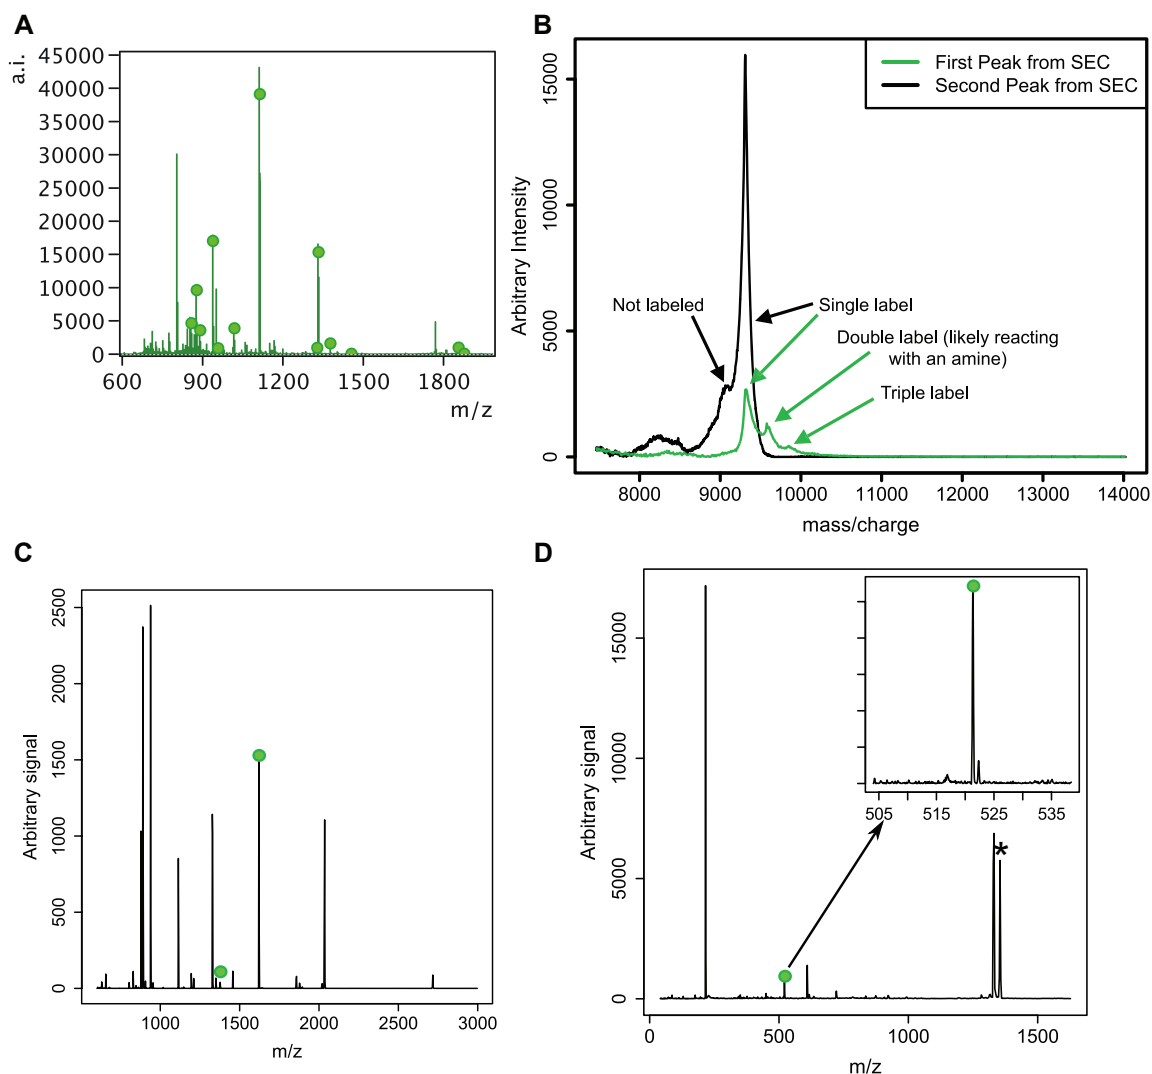 A
a.i.
45000
40000
35000
30000
25000
20000
15000
10000
5000
0
600
900
1200
1500
1800
m/z
B
Arbitrary Intensity
15000
10000
5000
0
First Peak from SEC
Second Peak from SEC
Not labeled
Single label
Double label (likely reacting
with an amine)
Triple label
8000
9000
10000
11000
12000
13000
14000
mass/charge
C
Arbitrary signal
2500
2000
1500
1000
500
0
1000
1500
2000
2500
3000
m/z
D
Arbitrary signal
15000
10000
5000
0
505
515
525
535
*
0
500
1000
1500
m/z